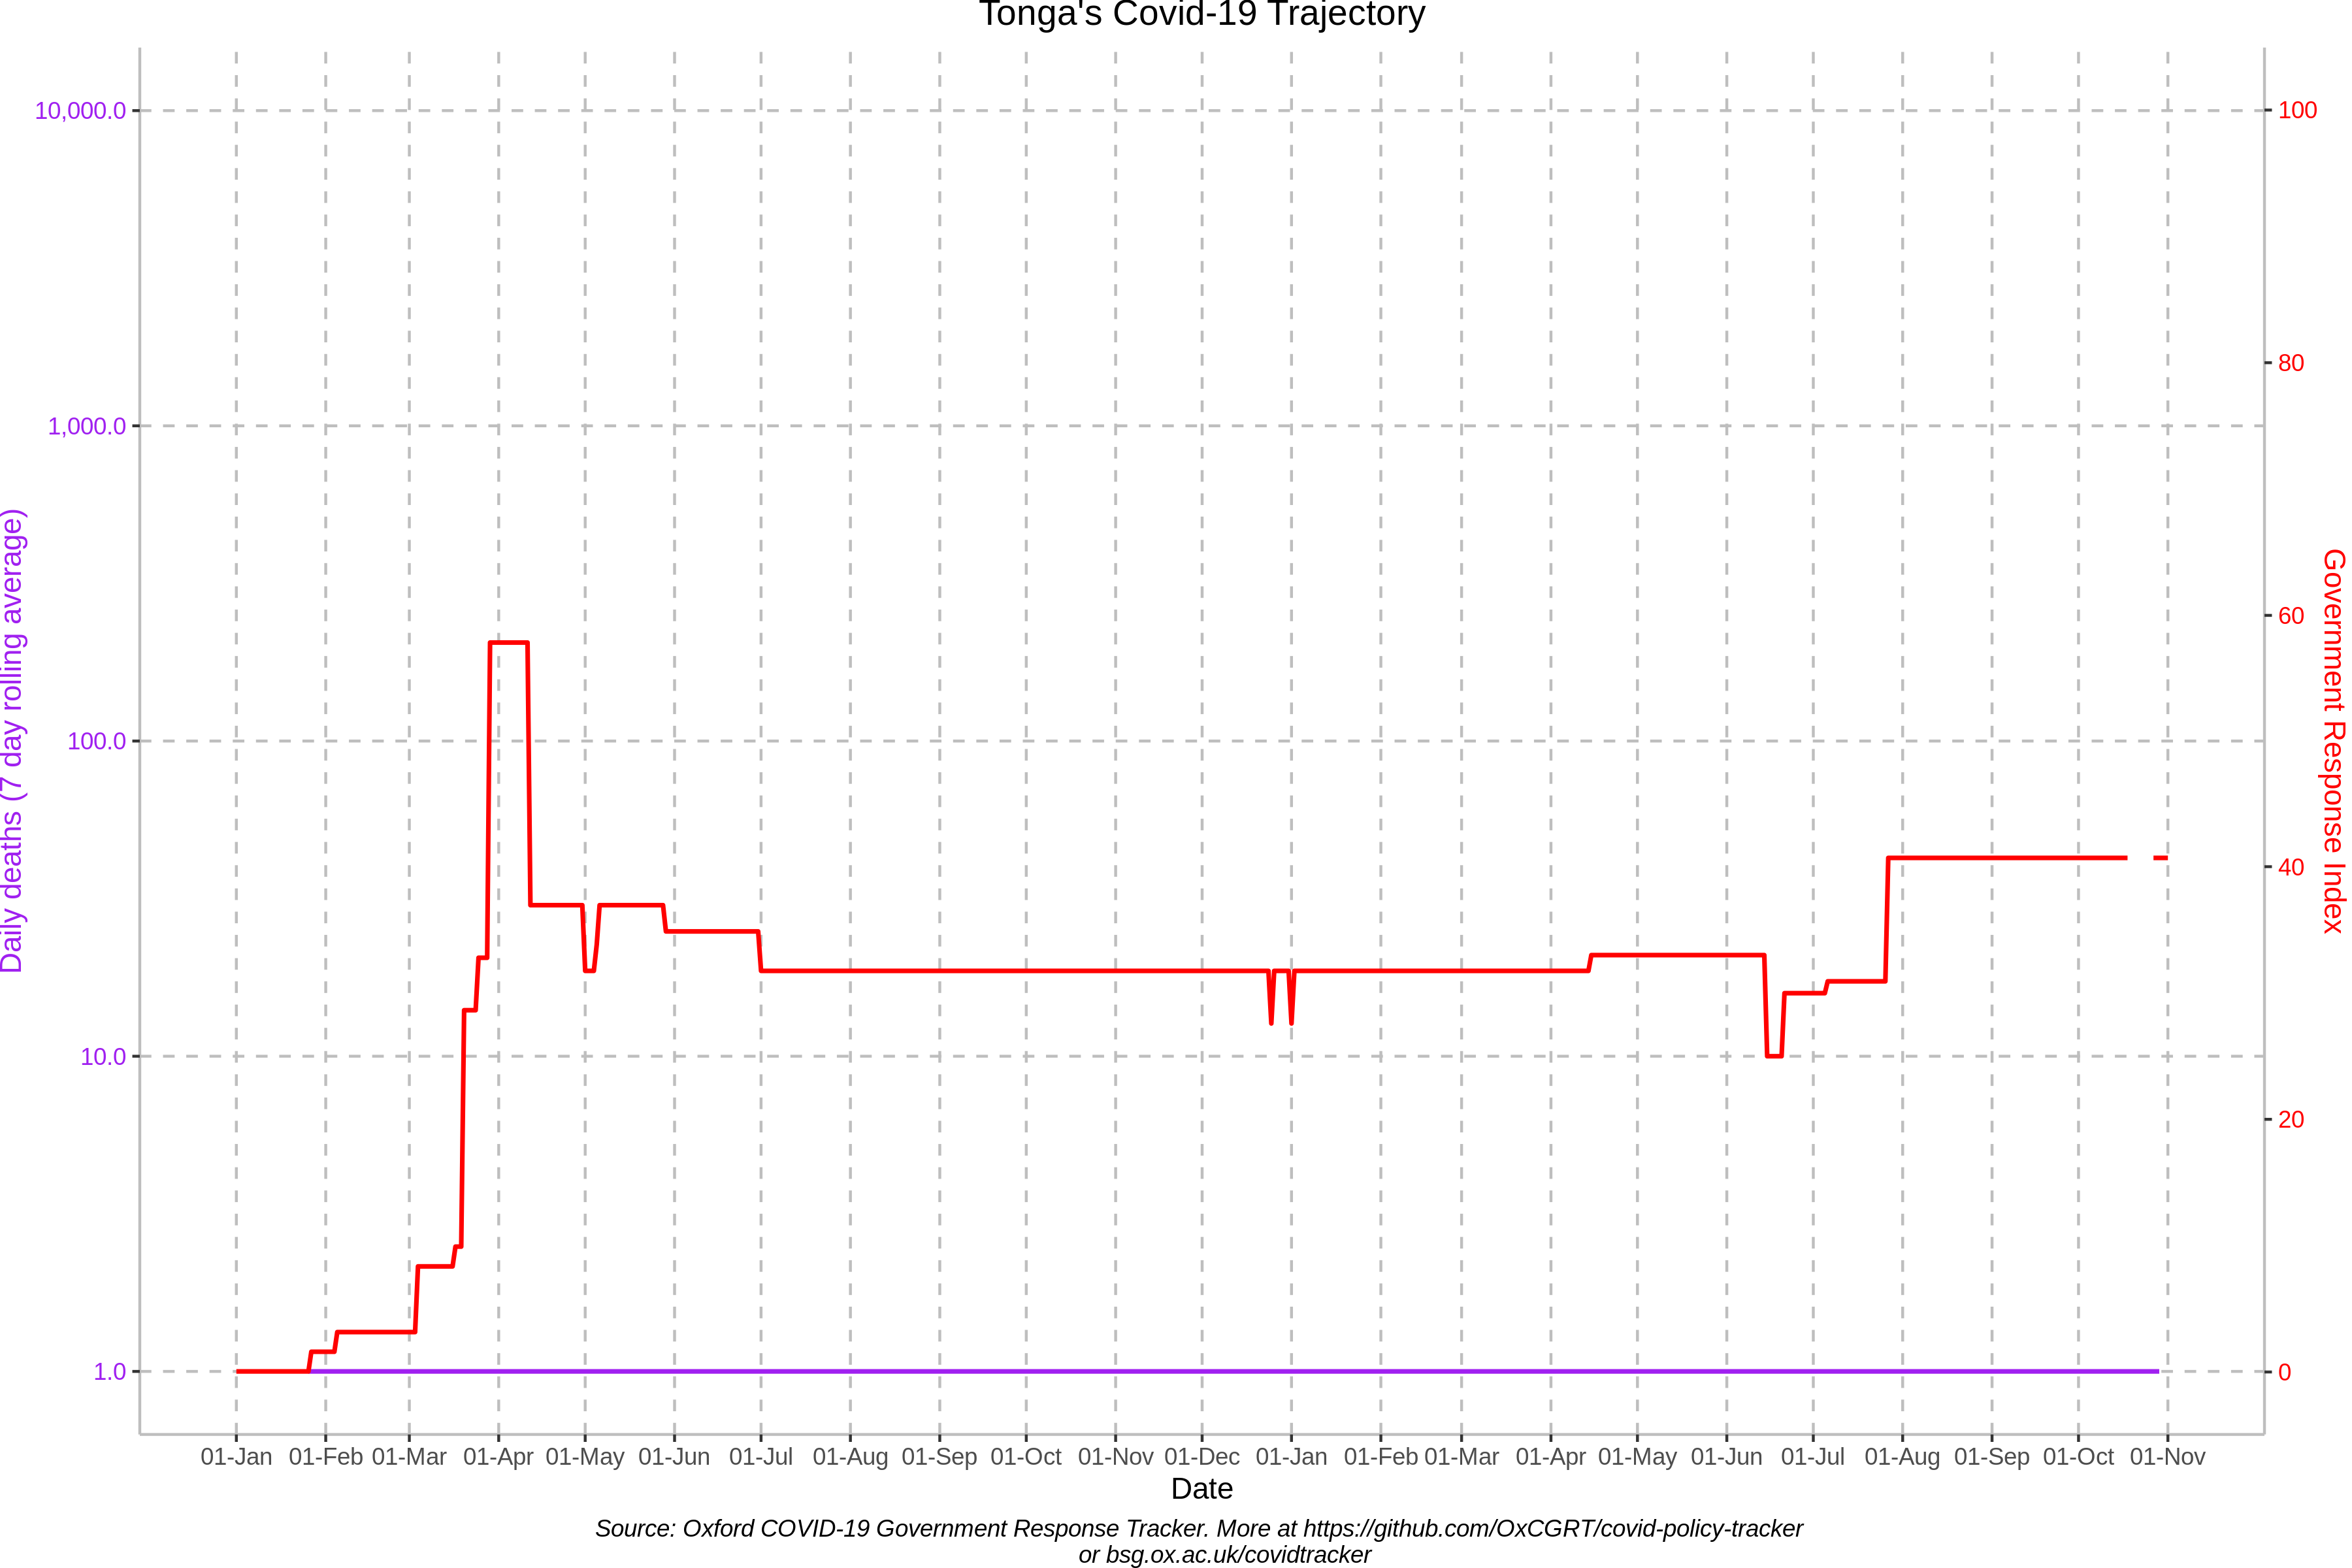 Tonga's Covid-19 Trajectory
10,000.0
1,000.0
100.0
10.0
1.0
Daily deaths (7 day rolling average)
100
80
60
40
20
0
Government Response Index
01-Jan 01-Feb 01-Mar 01-Apr 01-May 01-Jun 01-Jul 01-Aug 01-Sep 01-Oct 01-Nov 01-Dec 01-Jan 01-Feb 01-Mar 01-Apr 01-May 01-Jun 01-Jul 01-Aug 01-Sep 01-Oct 01-Nov
Date
Source: Oxford COVID-19 Government Response Tracker. More at https://github.com/OxCGRT/covid-policy-tracker
or bsg.ox.ac.uk/covidtracker